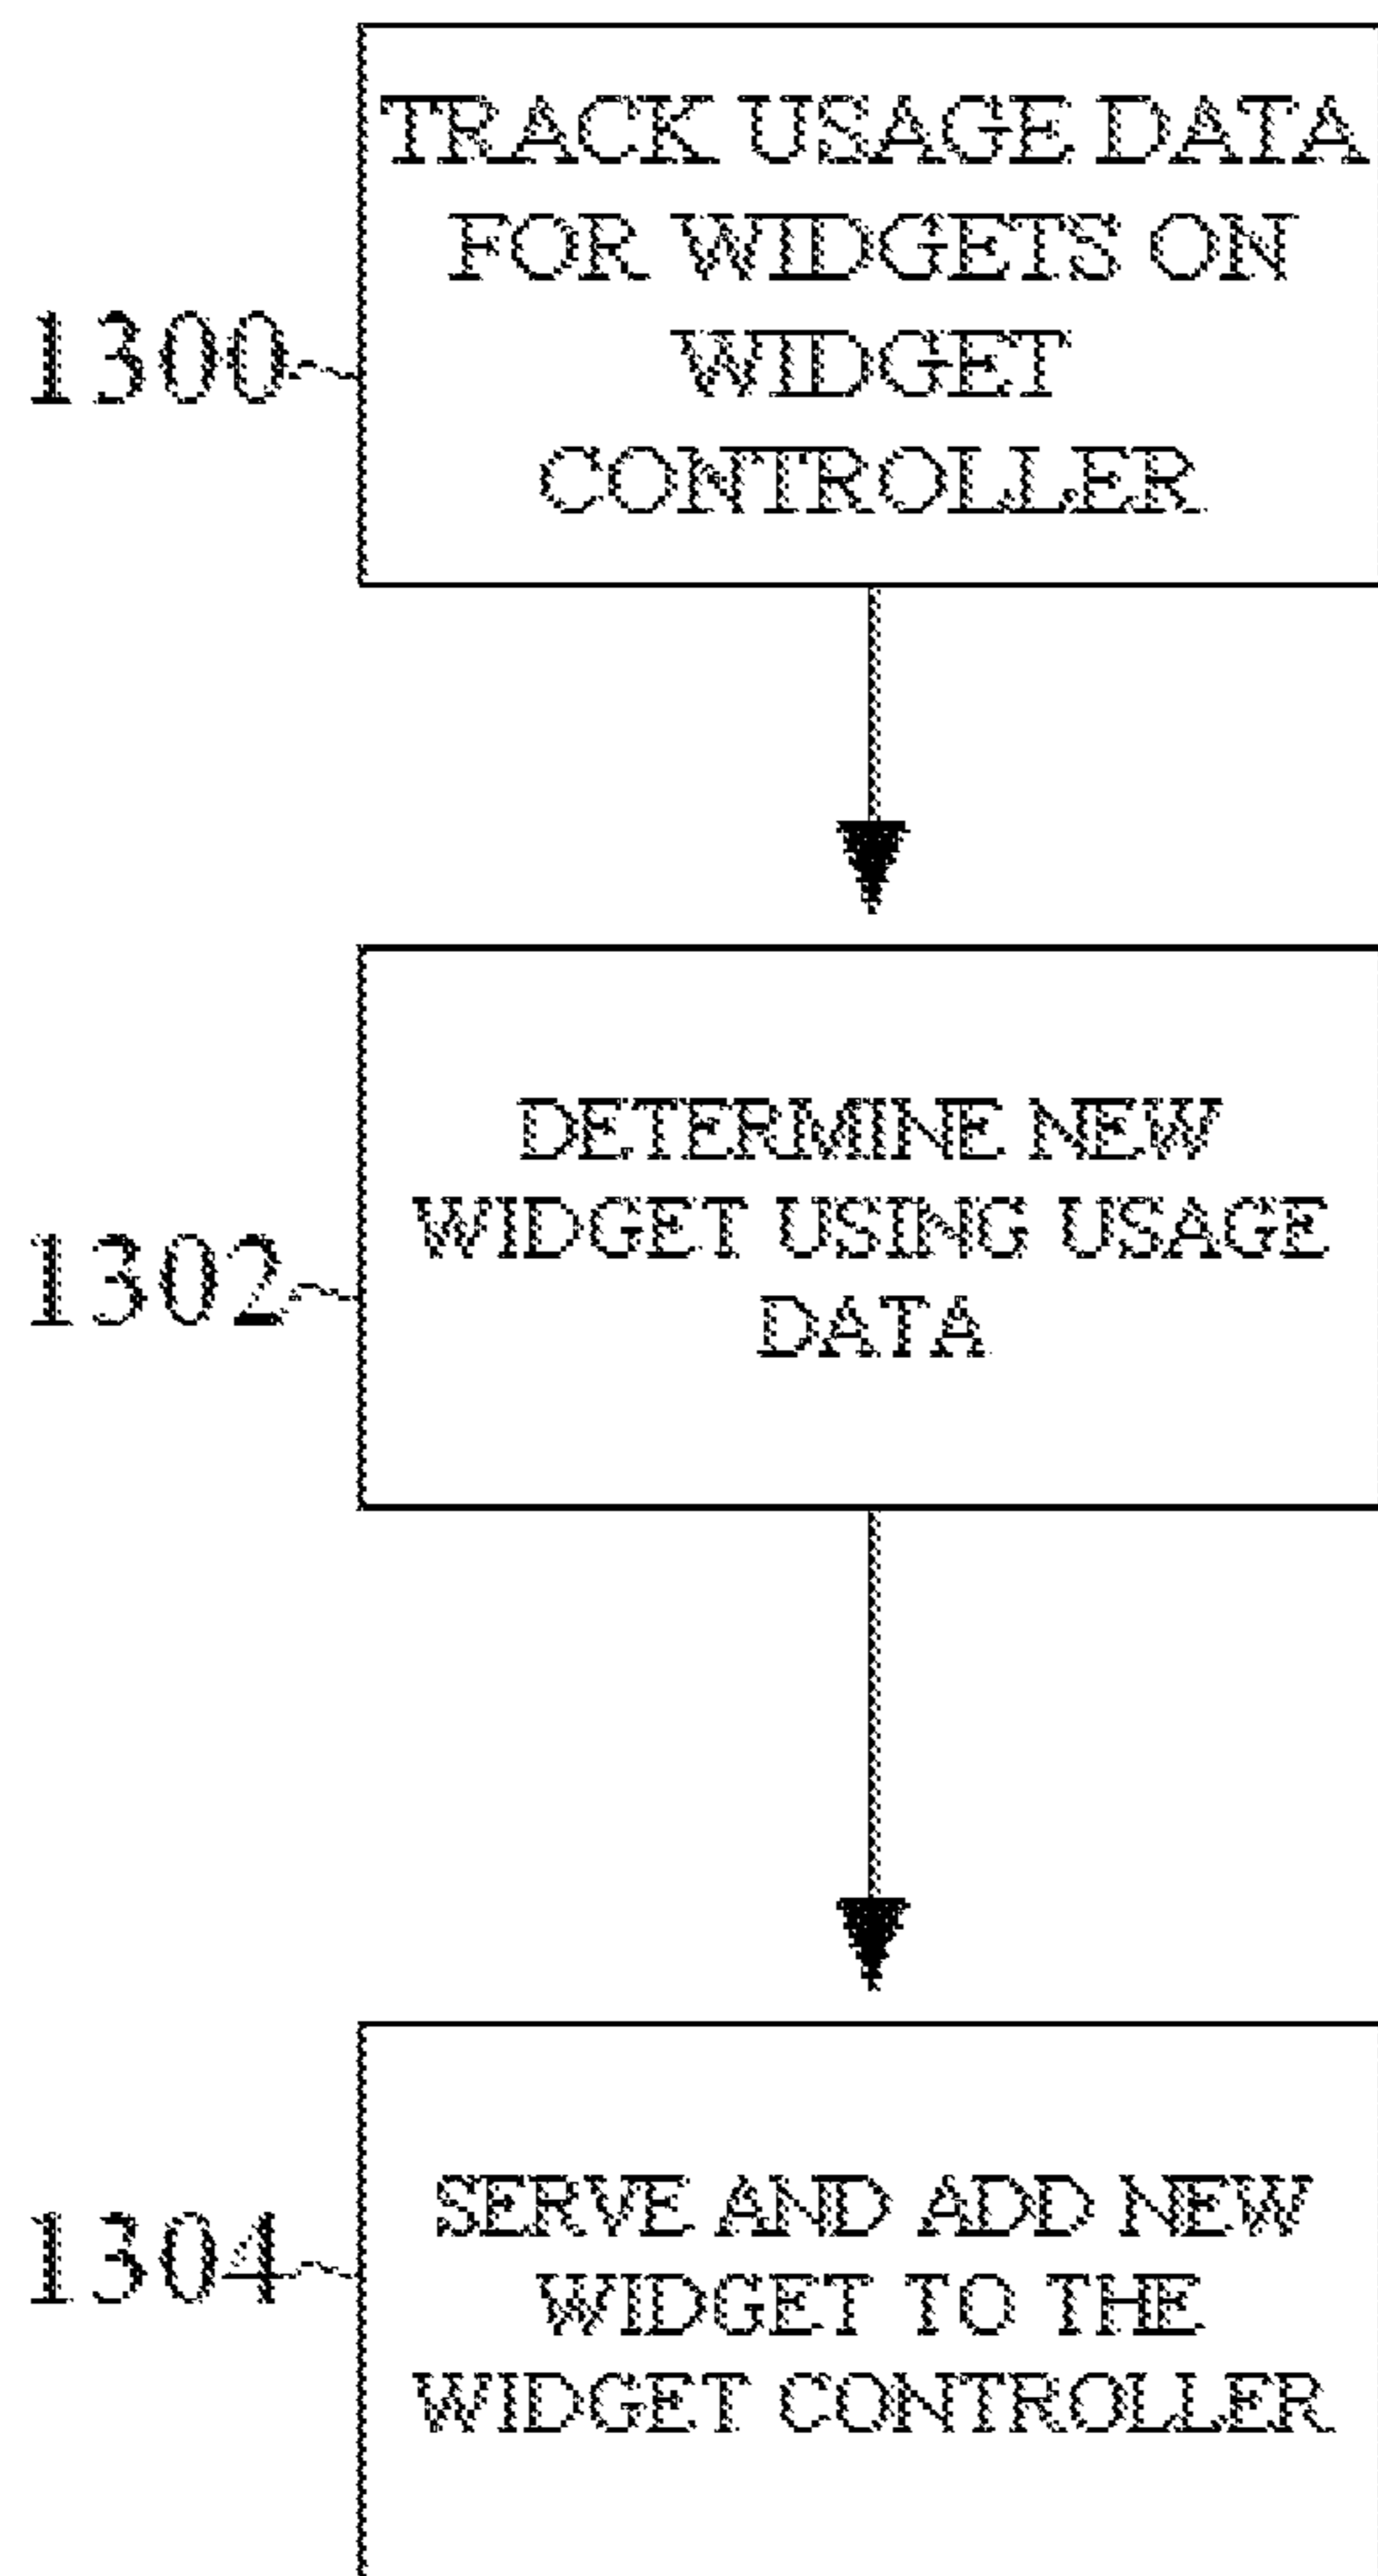 TRACK USAGE DATA
FOR WIDGETS ON
1300
WIDGET
CONTROLLER
DETERMINE NEW
1302
WIDGET USING USAGE
DATA
SERVE AND ADD NEW
1304
WIDGET TO THE
WIDGET CONTROLLER